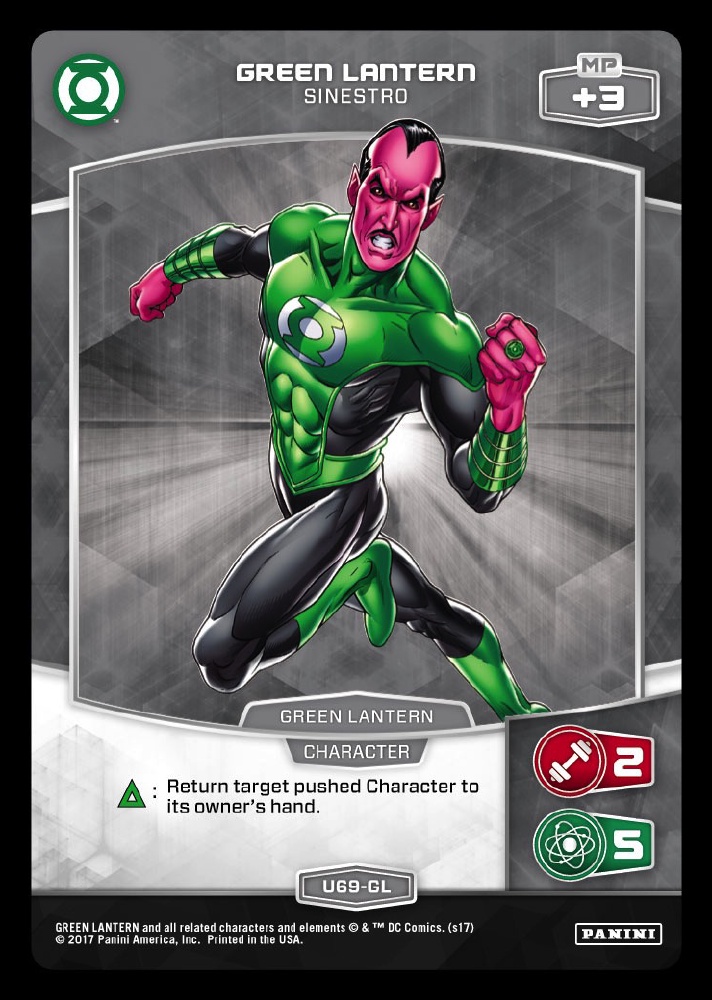 GREEN LANTERN
SINESTRO
MP
+3
GREEN LANTERN
CHARACTER
: Return target pushed Character to
its owner's hand.
2
5
U69-GL
GREEN LANTERN and all related characters and elements © & ™ DC Comics. (s17)
© 2017 Panini America, Inc. Printed in the USA.
PANINI